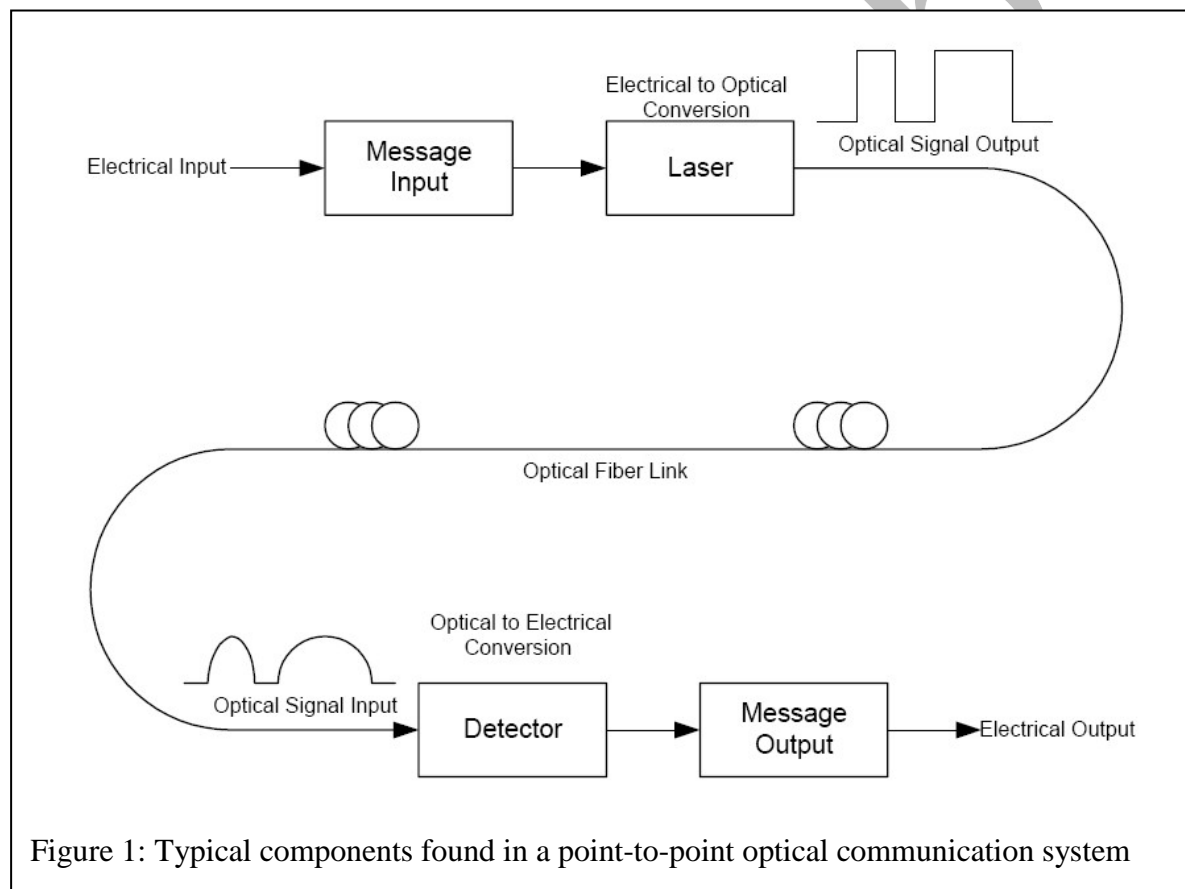 Electrical to Optical
Conversion
Electrical Input
Message
Input
Laser
Optical Signal Output
Optical Fiber Link
Optical to Electrical
Conversion
Optical Signal Input
Detector
Message
Output
Electrical Output
Figure 1: Typical components found in a point-to-point optical communication system